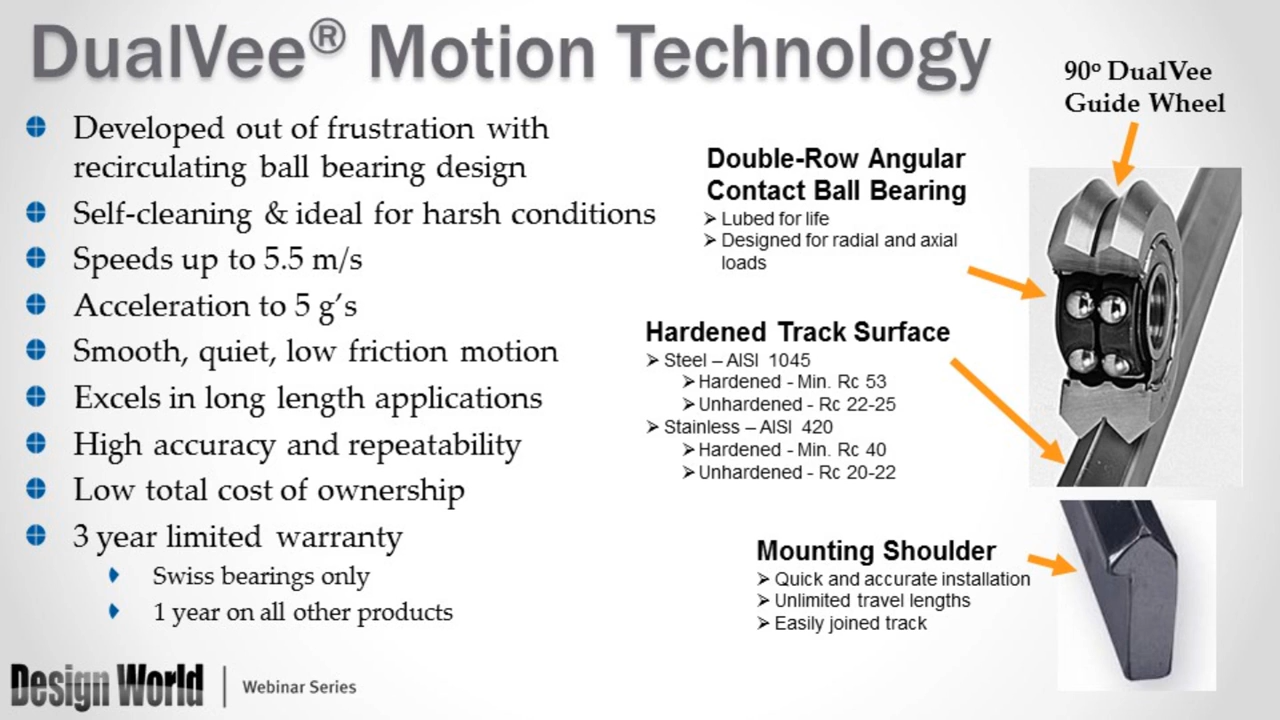 DualVee® Motion Technology
Developed out of frustration with
recirculating ball bearing design
Self-cleaning & ideal for harsh conditions
Speeds up to 5.5 m/s
Acceleration to 5 g's
Smooth, quiet, low friction motion
Excels in long length applications
High accuracy and repeatability
Low total cost of ownership
3 year limited warranty
Swiss bearings only
1 year on all other products
90º DualVee
Guide Wheel
Double-Row Angular
Contact Ball Bearing
Lubed for life
Designed for radial and axial
loads
Hardened Track Surface
Steel – AISI 1045
Hardened - Min. Rc 53
Unhardened - Rc 22-25
Stainless – AISI 420
Hardened - Min. Rc 40
Unhardened - Rc 20-22
Mounting Shoulder
Quick and accurate installation
Unlimited travel lengths
Easily joined track
Design World
Webinar Series